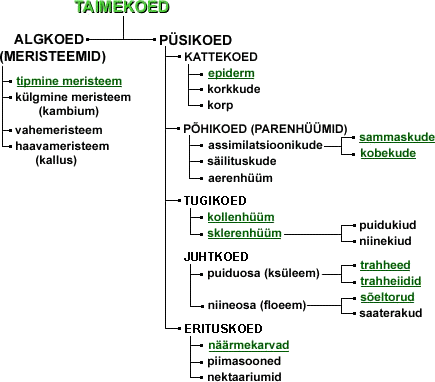 TAIMEKOED
ALGKOED
(MERISTEEMID)
tipmine meristeem
külgmine meristeem
(kambium)
vahemeristeem
haavameristeem
(kallus)
PÜSIKOED
KATTEKOED
epiderm
korkkude
korp
PÕHIKOED (PARENHÜÜMID)
assimilatsioonikude
sammaskude
kobekude
säilituskude
aerenhüüm
TUGIKOED
kollenhüüm
sklerenhüüm
puidukiud
niinekiud
JUHTKOED
puiduosa (ksüleem)
trahheed
trahheiidid
niineosa (floeem)
sõeltorud
saaterakud
ERITUSKOED
näärmekarvad
piimasooned
nektaariumid